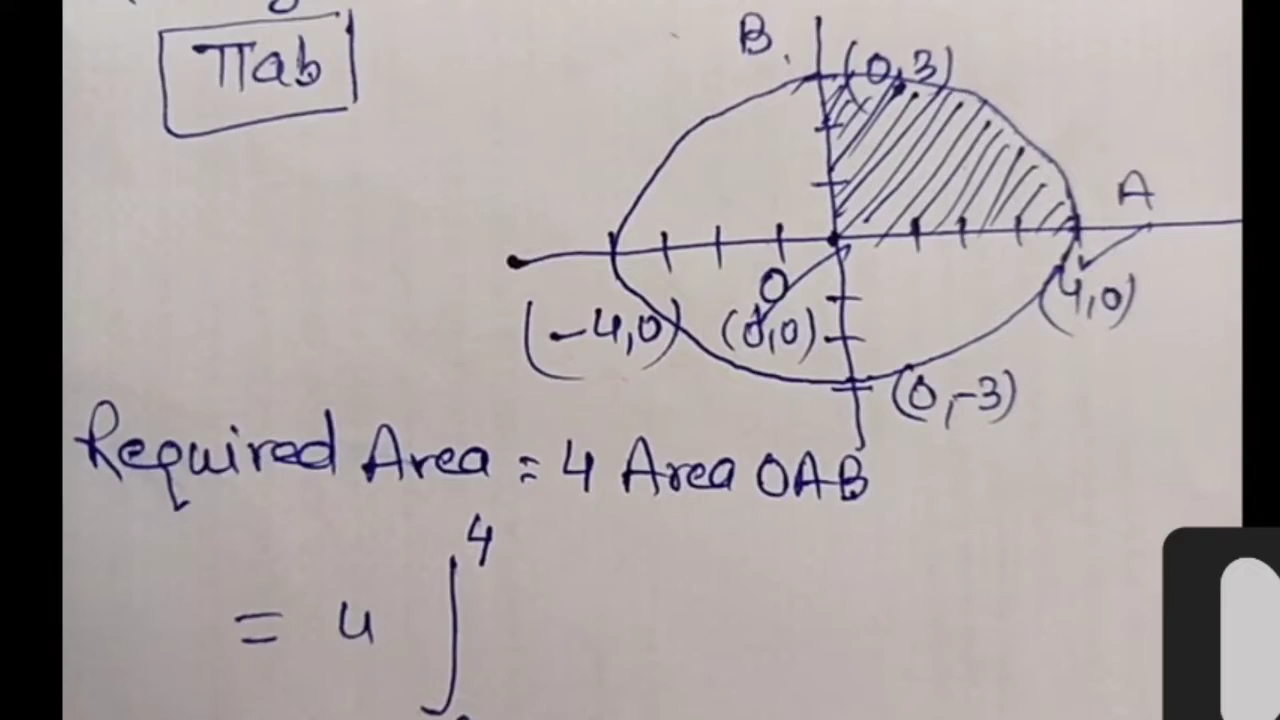 πab
B
(0,3)
A
O
(-4,0)
(0,0)
(4,0)
(0,-3)
Required Area = 4 Area OAB
= 4 ∫ 4